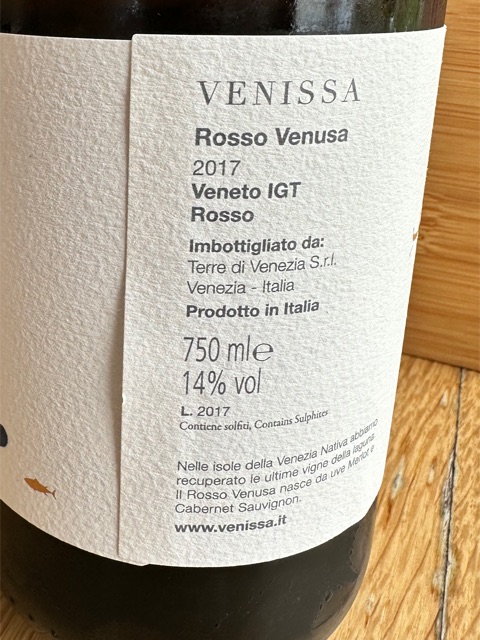 VENISSA
Rosso Venusa
2017
Veneto IGT
Rosso
Imbottigliato da:
Terre di Venezia S.r.l.
Venezia - Italia
Prodotto in Italia
750 ml℮
14% vol
L. 2017
Contiene solfiti, Contains Sulphites
Nelle isole della Venezia Nativa abbiamo
recuperato le ultime vigne della laguna.
Il Rosso Venusa nasce da uve Merlot e
Cabernet Sauvignon.
www.venissa.it